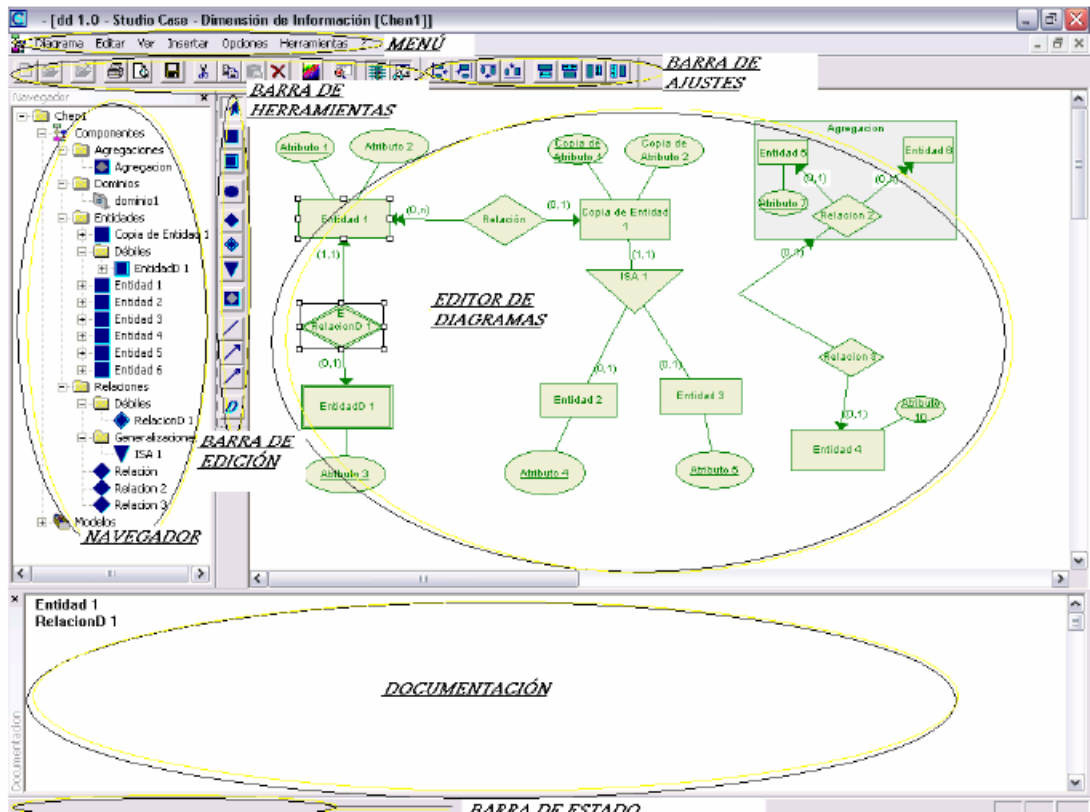 - [dd 1.0 - Studio Case - Dimensión de Información [Chen1]]
Diagrama Editar Ver Insertar Opciones Herramientas ?
MENÚ
BARRA DE
AJUSTES
BARRA DE
HERRAMIENTAS
Navegador
Chen1
Componentes
Agregaciones
Agregacion
Dominios
dominio1
Entidades
Copia de Entidad 1
Débiles
EntidadD 1
Entidad 1
Entidad 2
Entidad 3
Entidad 4
Entidad 5
Entidad 6
Relaciones
Débiles
RelacionD 1
Generalizaciones
ISA 1
Relación
Relacion 2
Relacion 3
Modelos
NAVEGADOR
BARRA DE
EDICIÓN
Atributo 1
Atributo 2
Copia de
Atributo 1
Copia de
Atributo 2
Agregacion
Entidad 5
Entidad 6
(0,1)
(0,1)
Atributo 7
Relacion 2
Entidad 1
(0,n)
Relación
(0,1)
Copia de Entidad
1
(0,1)
(1,1)
(1,1)
ISA 1
EDITOR DE
DIAGRAMAS
E
RelacionD 1
(0,1)
(0,1)
(0,1)
Relacion 3
EntidadD 1
Entidad 2
Entidad 3
(0,1)
Atributo
10
Entidad 4
Atributo 3
Atributo 4
Atributo 5
Entidad 1
RelacionD 1
DOCUMENTACIÓN
Documentacion
BARRA DE ESTADO